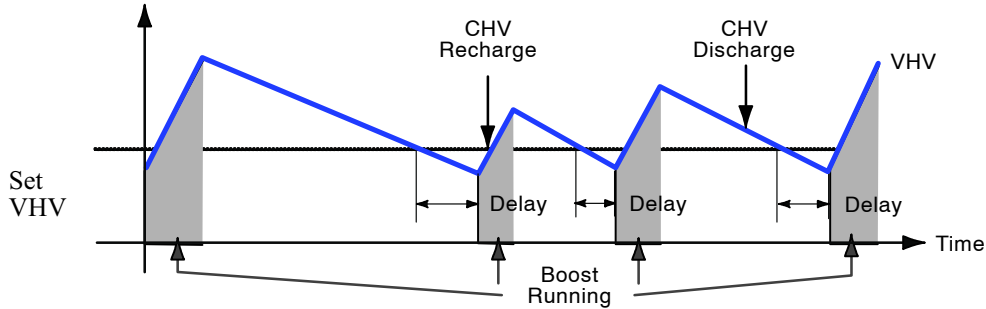 CHV
Recharge
CHV
Discharge
VHV
Set
VHV
Delay
Delay
Delay
Time
Boost
Running